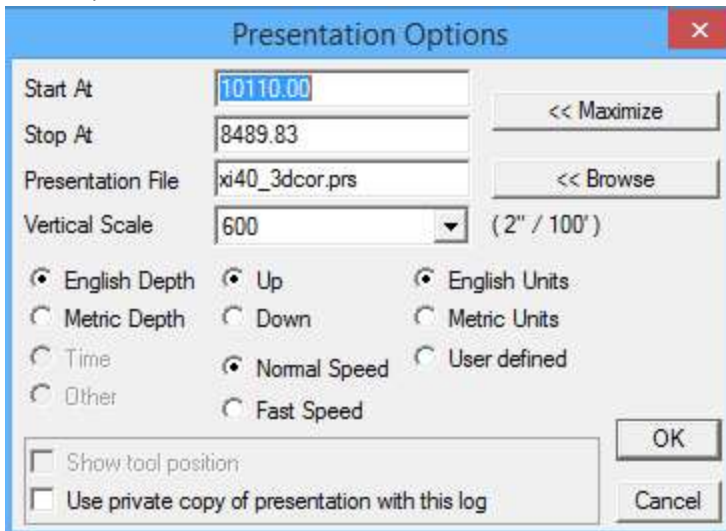 Presentation Options
Start At 10110.00
<< Maximize
Stop At 8489.83
Presentation File xi40_3dcor.prs << Browse
Vertical Scale 600 ( 2" / 100' )
English Depth Up English Units
Metric Depth Down Metric Units
Time Normal Speed User defined
Other Fast Speed
OK
Show tool position
Use private copy of presentation with this log Cancel